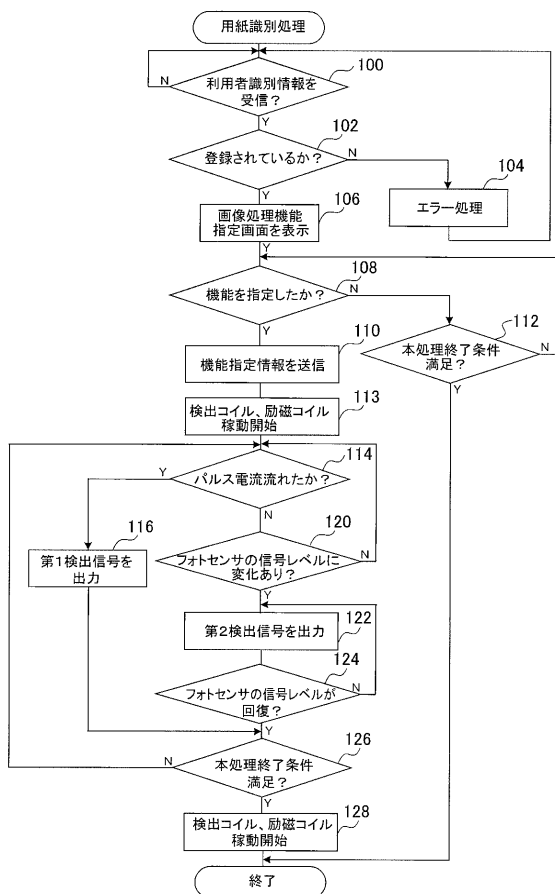 用紙識別処理
N
100
利用者識別情報を
受信？
Y
102
登録されているか？
N
Y
104
エラー処理
106
画像処理機能
指定画面を表示
Y
108
機能を指定したか？
N
Y
110
機能指定情報を送信
112
本処理終了条件
満足？
N
Y
113
検出コイル、励磁コイル
稼動開始
114
パルス電流流れたか？
Y
N
116
第1検出信号を
出力
120
フォトセンサの信号レベルに
変化あり？
N
Y
第2検出信号を出力
122
124
フォトセンサの信号レベルが
回復？
N
Y
126
本処理終了条件
満足？
N
Y
128
検出コイル、励磁コイル
稼動開始
終了